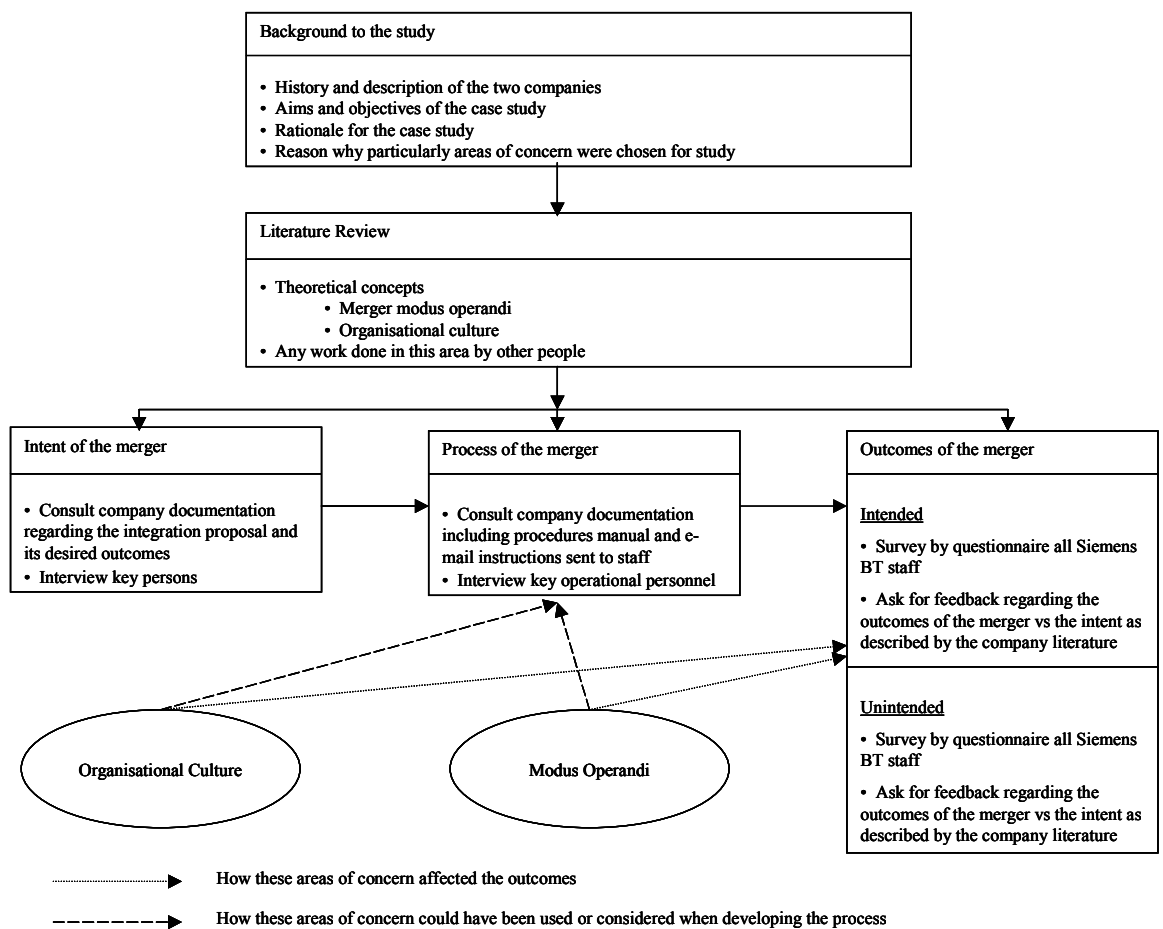 Background to the study
• History and description of the two companies
• Aims and objectives of the case study
• Rationale for the case study
• Reason why particularly areas of concern were chosen for study
Literature Review
• Theoretical concepts
• Merger modus operandi
• Organisational culture
• Any work done in this area by other people
Intent of the merger
• Consult company documentation
regarding the integration proposal and
its desired outcomes
• Interview key persons
Process of the merger
• Consult company documentation
including procedures manual and e-
mail instructions sent to staff
• Interview key operational personnel
Outcomes of the merger
Intended
• Survey by questionnaire all Siemens
BT staff
• Ask for feedback regarding the
outcomes of the merger vs the intent as
described by the company literature
Unintended
• Survey by questionnaire all Siemens
BT staff
• Ask for feedback regarding the
outcomes of the merger vs the intent as
described by the company literature
Organisational Culture
Modus Operandi
How these areas of concern affected the outcomes
How these areas of concern could have been used or considered when developing the process